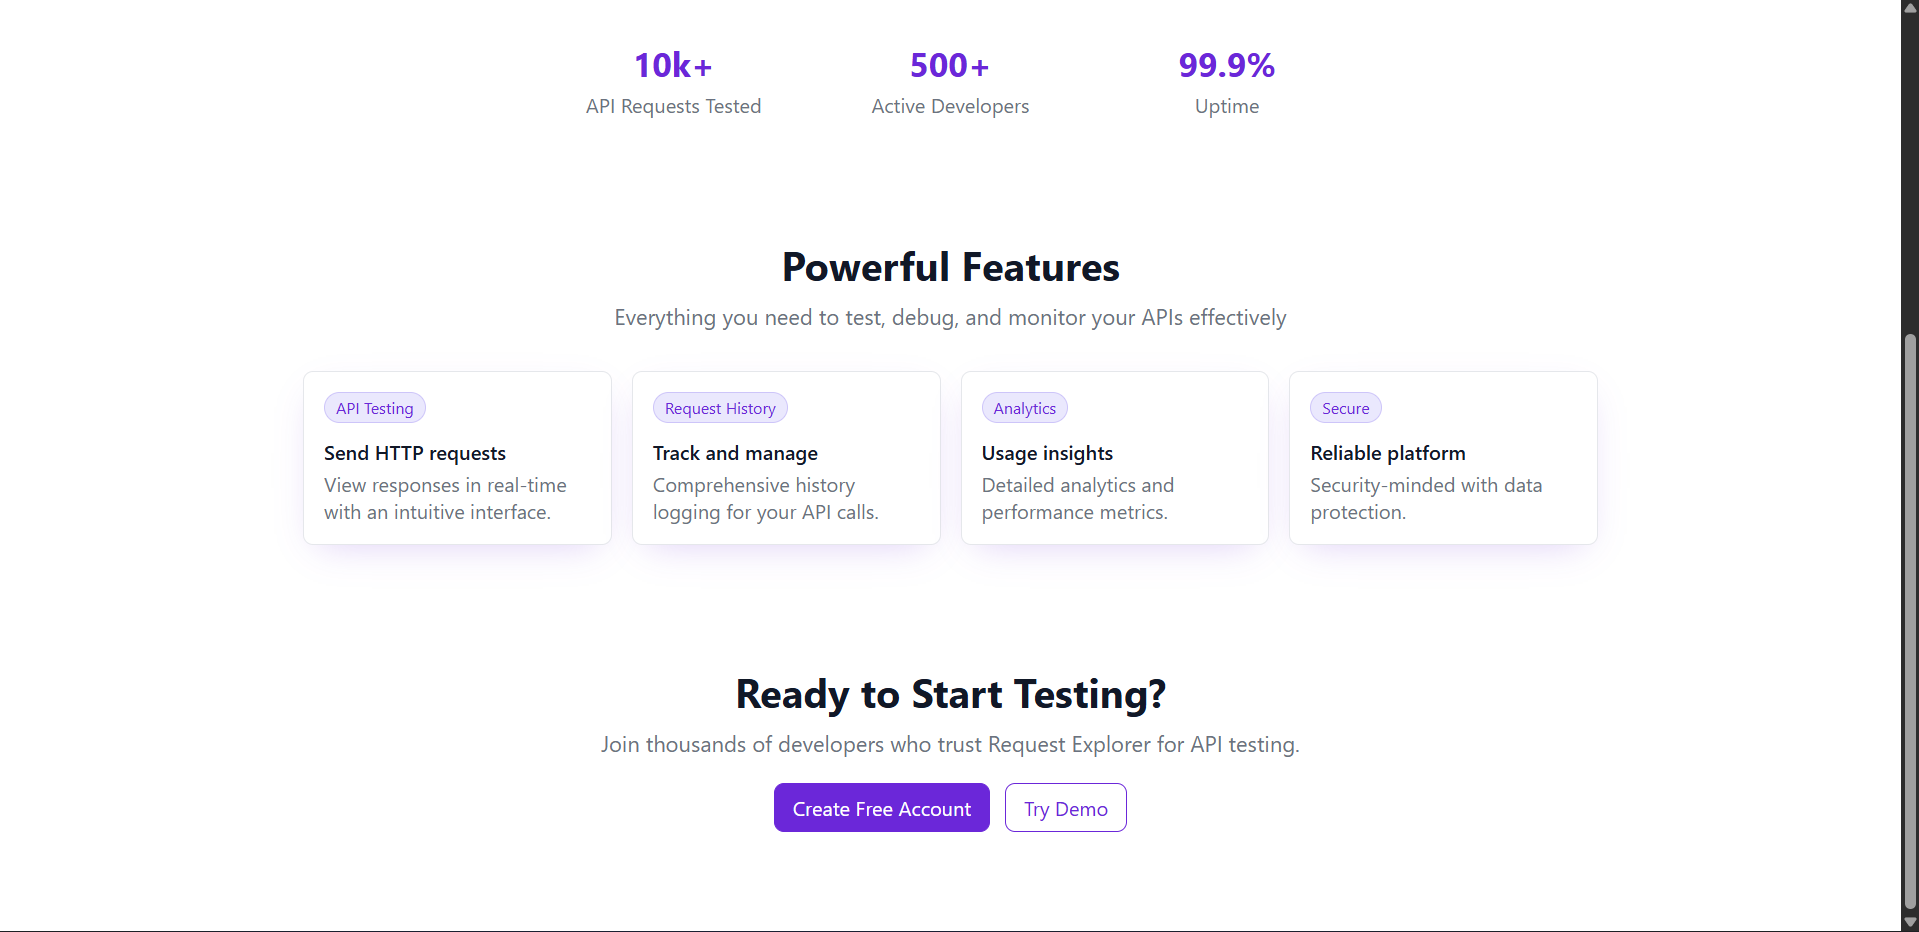 10k+
API Requests Tested
500+
Active Developers
99.9%
Uptime
Powerful Features
Everything you need to test, debug, and monitor your APIs effectively
API Testing
Send HTTP requests
View responses in real-time
with an intuitive interface.
Request History
Track and manage
Comprehensive history
logging for your API calls.
Analytics
Usage insights
Detailed analytics and
performance metrics.
Secure
Reliable platform
Security-minded with data
protection.
Ready to Start Testing?
Join thousands of developers who trust Request Explorer for API testing.
Create Free Account
Try Demo